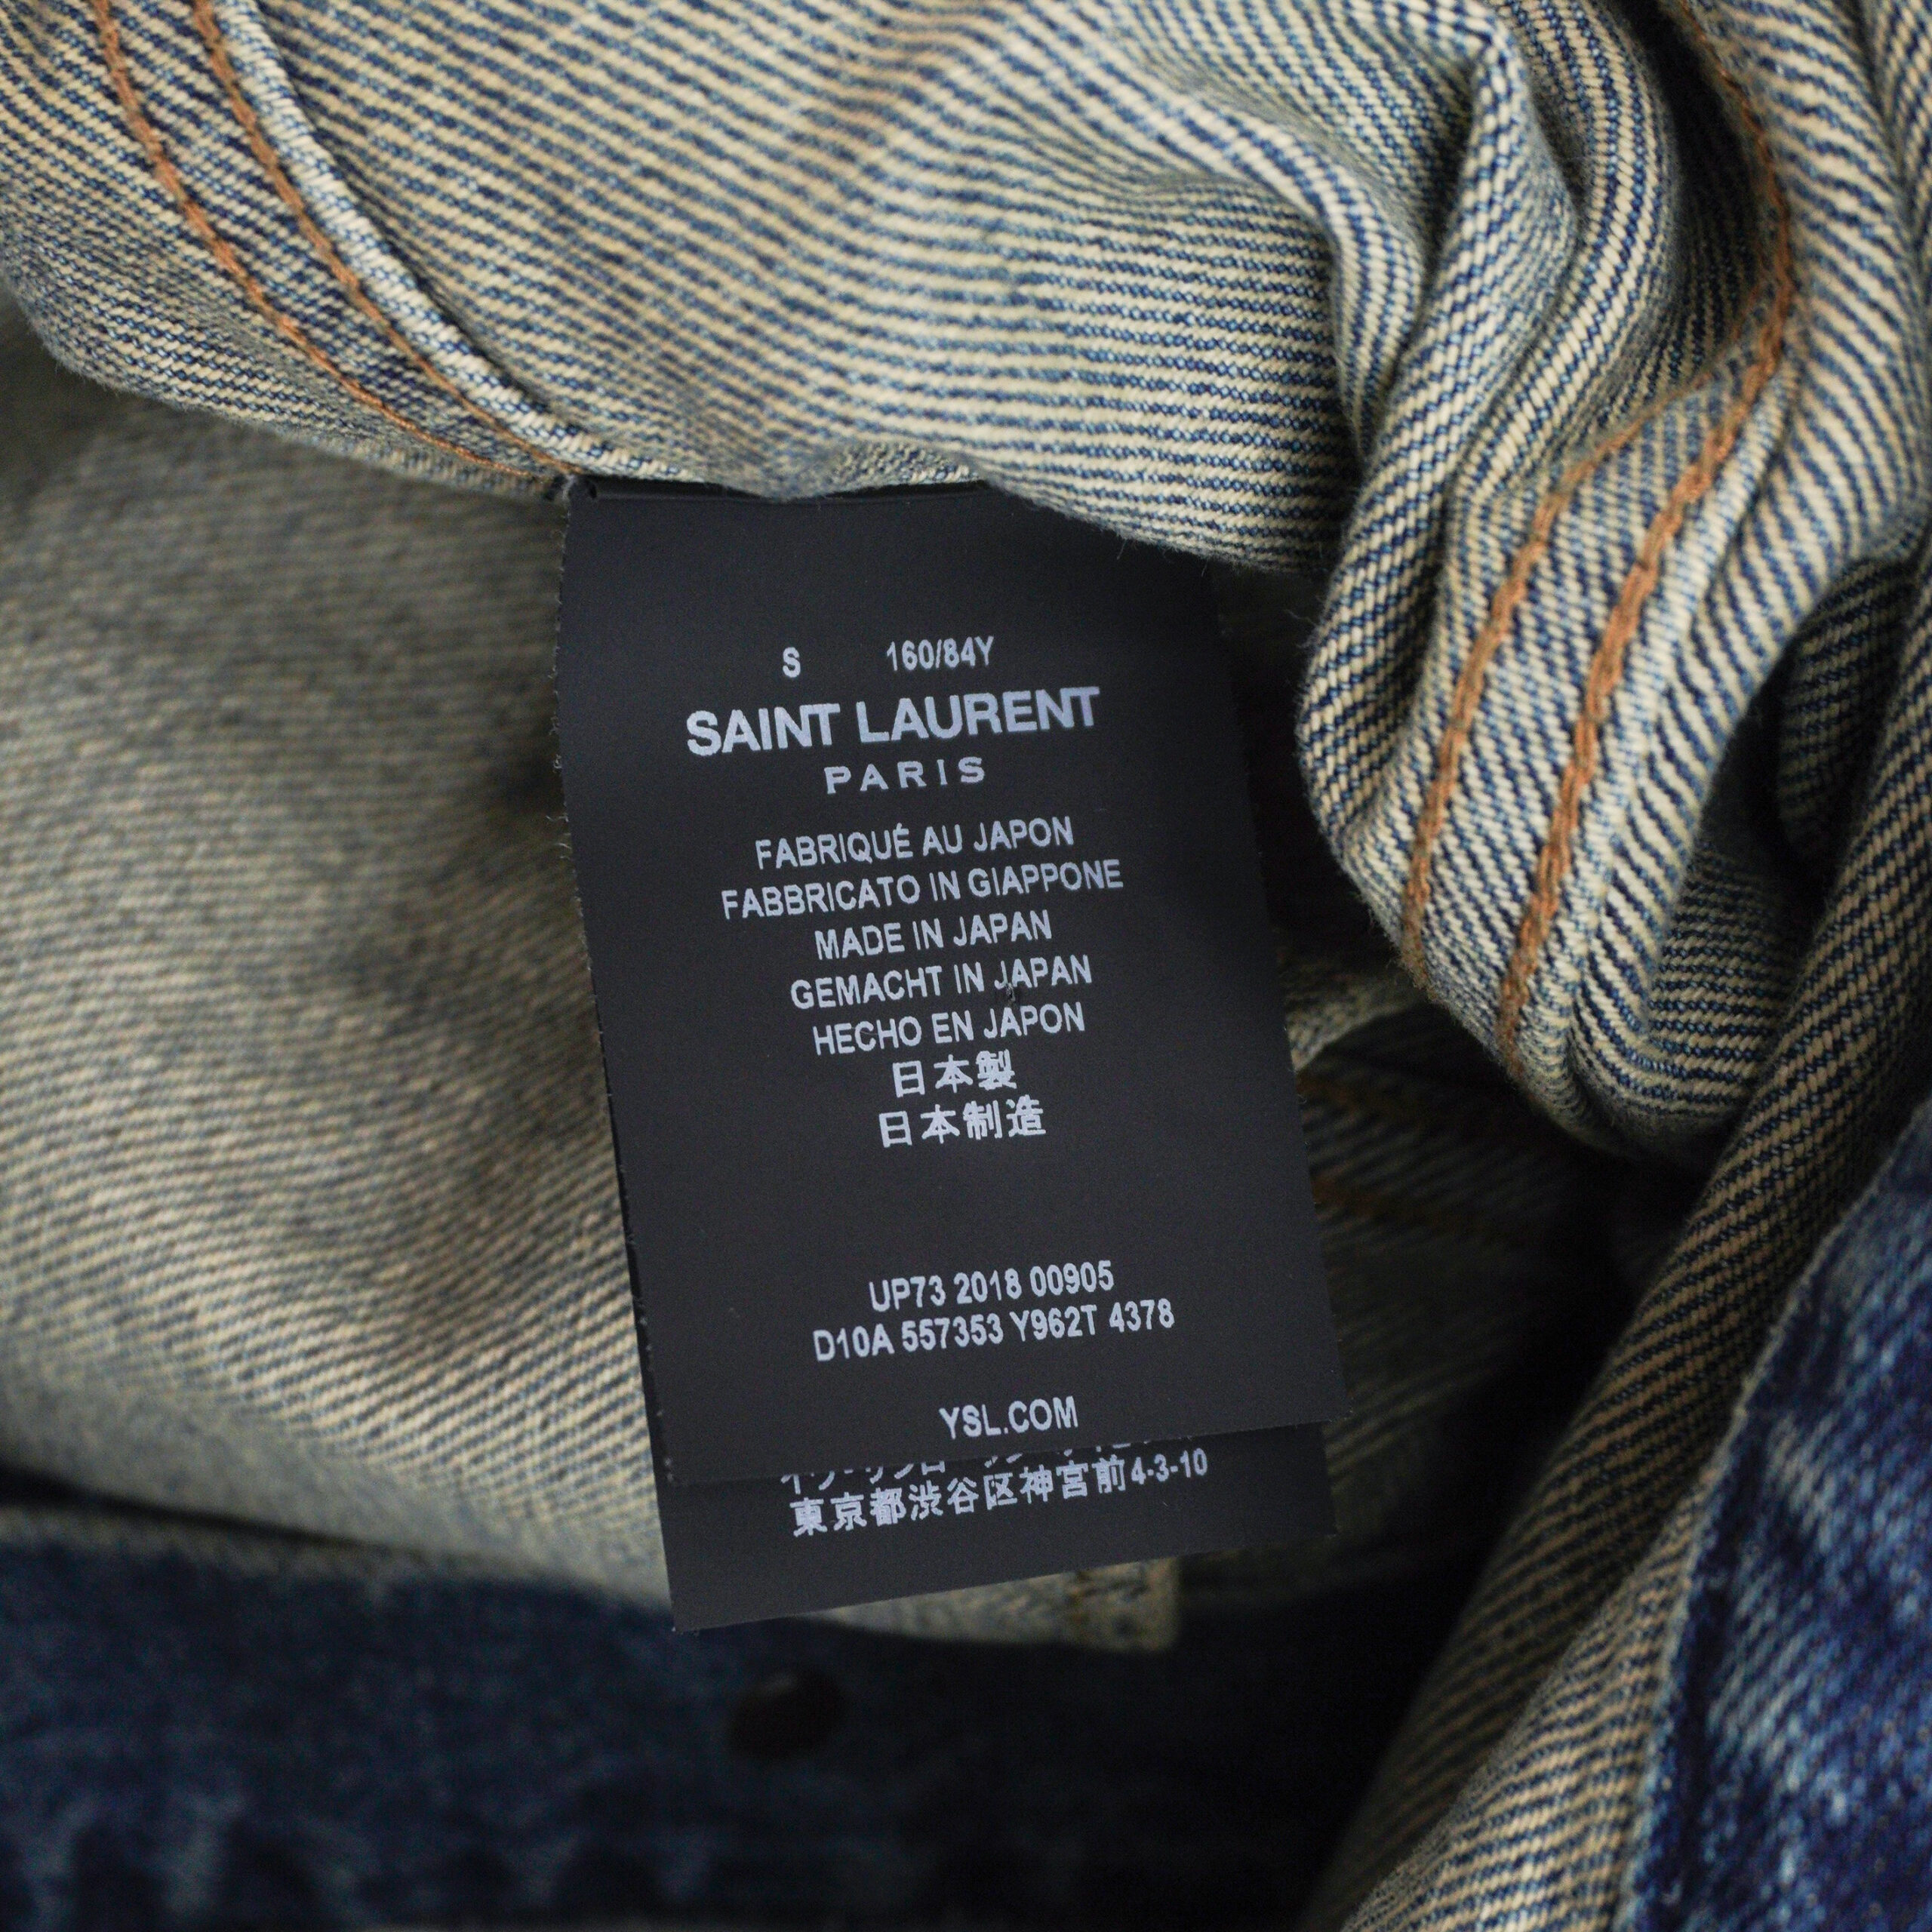 S 160/84Y
SAINT LAURENT
PARIS
FABRIQUÉ AU JAPON
FABBRICATO IN GIAPPONE
MADE IN JAPAN
GEMACHT IN JAPAN
HECHO EN JAPON
日本製
日本制造
UP73 2018 00905
D10A 557353 Y962T 4378
YSL.COM
東京都渋谷区神宮前4-3-10